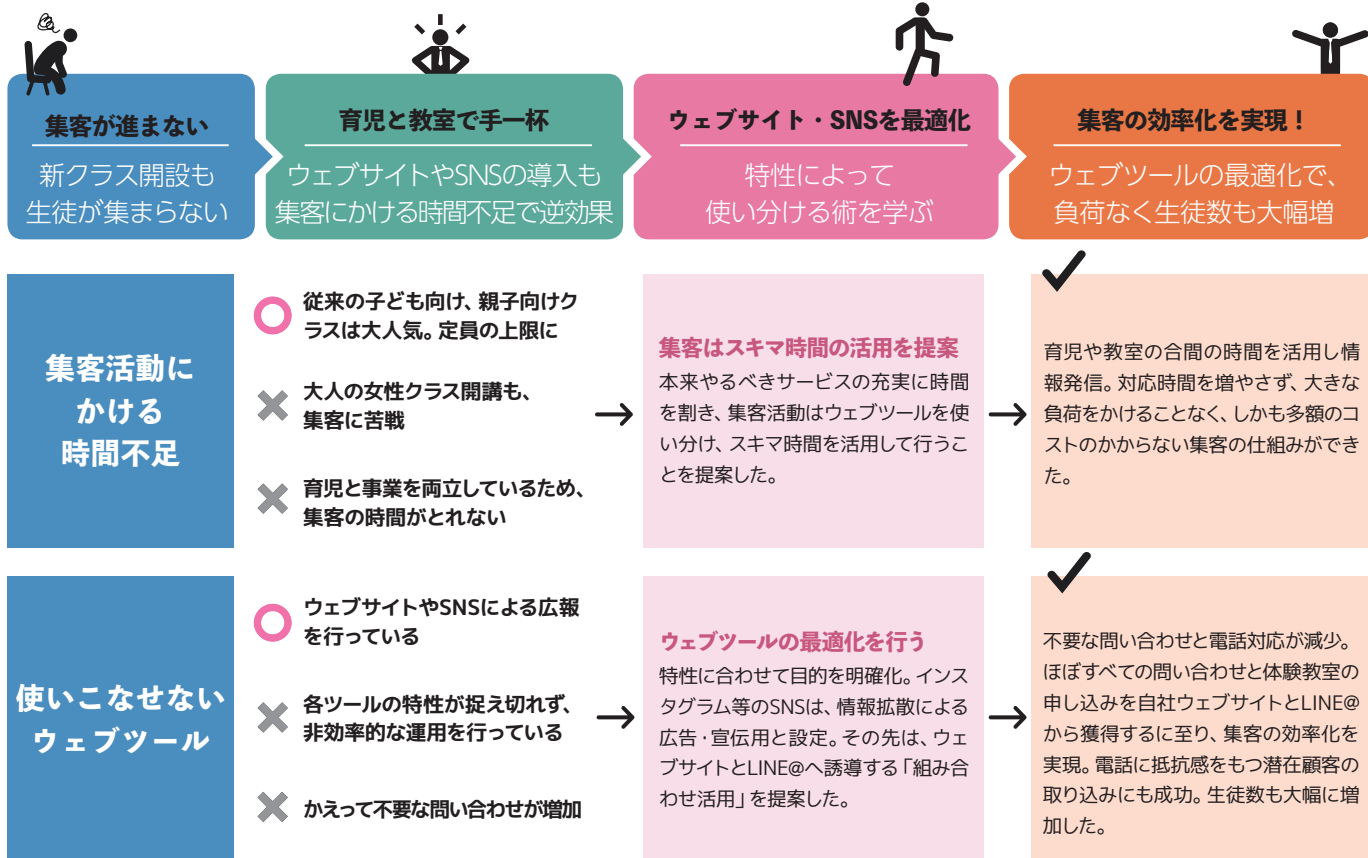 集客が進まない
新クラス開設も
生徒が集まらない
育児と教室で手一杯
ウェブサイトやSNSの導入も
集客にかける時間不足で逆効果
ウェブサイト・SNSを最適化
特性によって
使い分ける術を学ぶ
集客の効率化を実現！
ウェブツールの最適化で、
負荷なく生徒数も大幅増
集客活動に
かける
時間不足
従来の子ども向け、親子向けク
ラスは大人気。定員の上限に
大人の女性クラス開講も、
集客に苦戦
育児と事業を両立しているため、
集客の時間がとれない
集客はスキマ時間の活用を提案
本来やるべきサービスの充実に時間
を割き、集客活動はウェブツールを使
い分け、スキマ時間を活用して行うこ
とを提案した。
育児や教室の合間の時間を活用し情
報発信。対応時間を増やさず、大きな
負荷をかけることなく、しかも多額のコ
ストのかからない集客の仕組みができ
た。
使いこなせない
ウェブツール
ウェブサイトやSNSによる広報
を行っている
各ツールの特性が捉え切れず、
非効率的な運用を行っている
かえって不要な問い合わせが増加
ウェブツールの最適化を行う
特性に合わせて目的を明確化。インス
タグラム等のSNSは、情報拡散による
広告・宣伝用と設定。その先は、ウェ
ブサイトとLINE@へ誘導する「組み合
わせ活用」を提案した。
不要な問い合わせと電話対応が減少。
ほぼすべての問い合わせと体験教室の
申し込みを自社ウェブサイトとLINE@
から獲得するに至り、集客の効率化を
実現。電話に抵抗感をもつ潜在顧客の
取り込みにも成功。生徒数も大幅に増
加した。